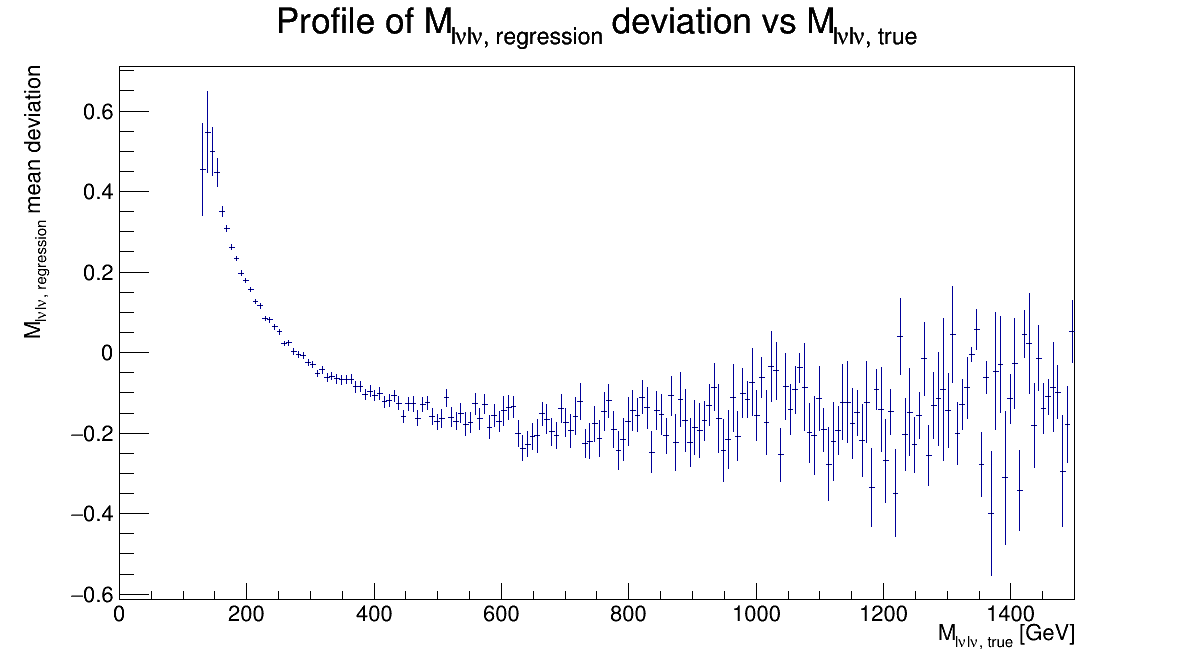 Profile of M_lνlν, regression deviation vs M_lνlν, true
M_lνlν, regression mean deviation
0.6
0.4
0.2
0
−0.2
−0.4
−0.6
0 200 400 600 800 1000 1200 1400
M_lνlν, true [GeV]